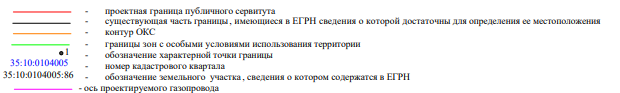 - проектная граница публичного сервитута
- существующая часть границы, имеющиеся в ЕГРН сведения о которой достаточны для определения ее местоположения
- контур ОКС
- границы зон с особыми условиями использования территории
1 - обозначение характерной точки границы
35:10:0104005 - номер кадастрового квартала
35:10:0104005:86 - обозначение земельного участка, сведения о котором содержатся в ЕГРН
- ось проектируемого газопровода